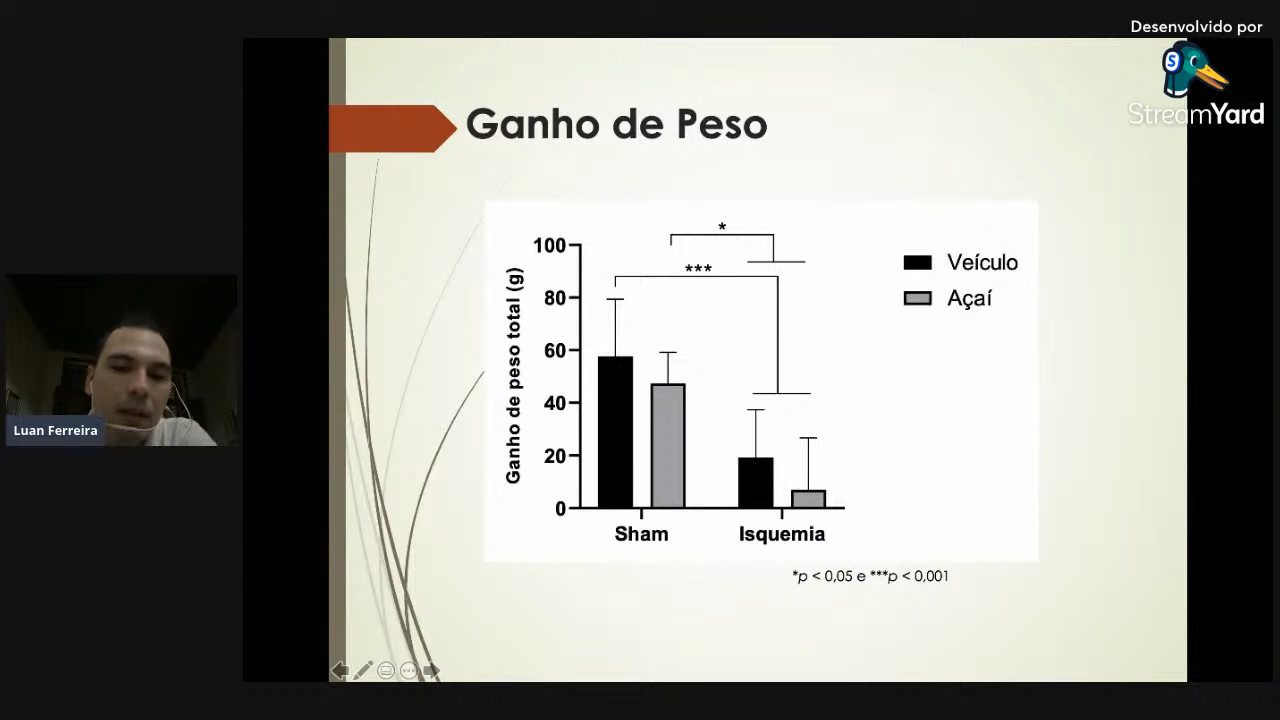 Desenvolvido por
StreamYard
Ganho de Peso
Ganho de peso total (g)
100
80
60
40
20
0
*
***
Sham
Isquemia
Veículo
Açaí
*p < 0,05 e ***p < 0,001
Luan Ferreira